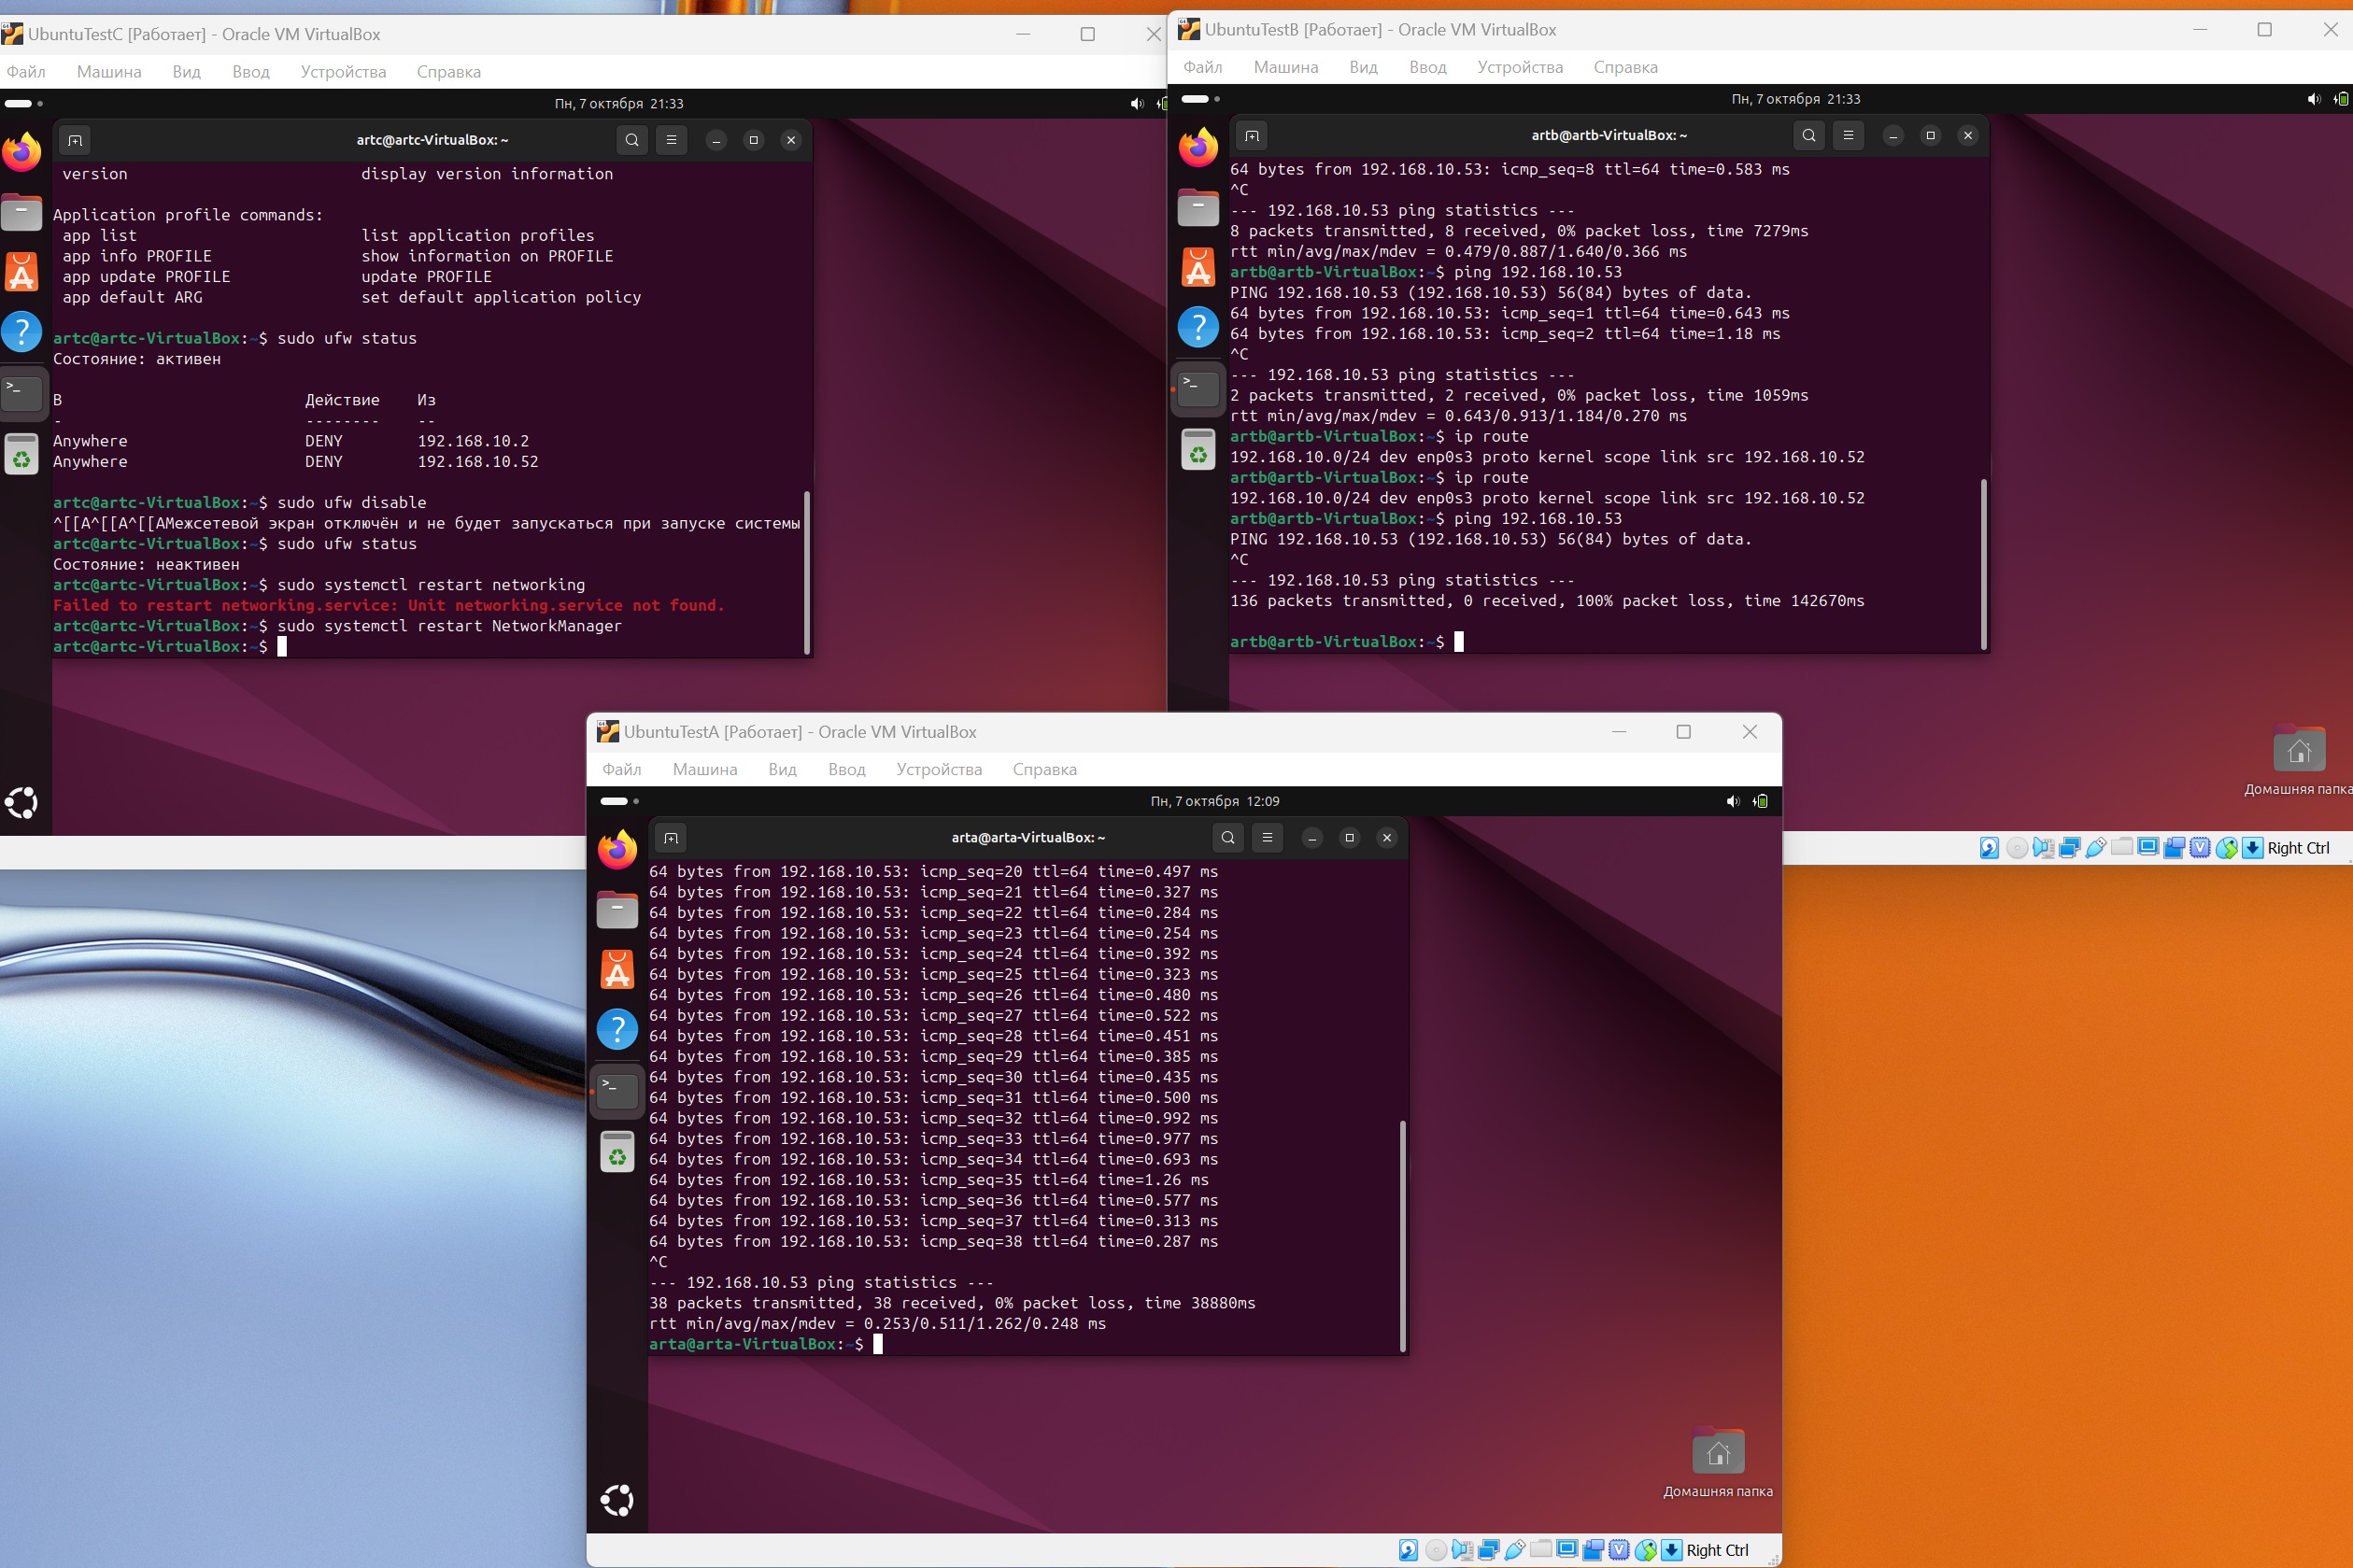 UbuntuTestC [Работает] - Oracle VM VirtualBox
Файл Машина Вид Ввод Устройства Справка
Пн, 7 октября 21:33
artc@artc-VirtualBox: ~
version display version information
Application profile commands:
app list list application profiles
app info PROFILE show information on PROFILE
app update PROFILE update PROFILE
app default ARG set default application policy
artc@artc-VirtualBox:~$ sudo ufw status
Состояние: активен
В Действие Из
- -------- --
Anywhere DENY 192.168.10.2
Anywhere DENY 192.168.10.52
artc@artc-VirtualBox:~$ sudo ufw disable
^[[A^[[A^[[AМежсетевой экран отключён и не будет запускаться при запуске системы
artc@artc-VirtualBox:~$ sudo ufw status
Состояние: неактивен
artc@artc-VirtualBox:~$ sudo systemctl restart networking
Failed to restart networking.service: Unit networking.service not found.
artc@artc-VirtualBox:~$ sudo systemctl restart NetworkManager
artc@artc-VirtualBox:~$
UbuntuTestB [Работает] - Oracle VM VirtualBox
Файл Машина Вид Ввод Устройства Справка
Пн, 7 октября 21:33
artb@artb-VirtualBox: ~
64 bytes from 192.168.10.53: icmp_seq=8 ttl=64 time=0.583 ms
^C
--- 192.168.10.53 ping statistics ---
8 packets transmitted, 8 received, 0% packet loss, time 7279ms
rtt min/avg/max/mdev = 0.479/0.887/1.640/0.366 ms
artb@artb-VirtualBox:~$ ping 192.168.10.53
PING 192.168.10.53 (192.168.10.53) 56(84) bytes of data.
64 bytes from 192.168.10.53: icmp_seq=1 ttl=64 time=0.643 ms
64 bytes from 192.168.10.53: icmp_seq=2 ttl=64 time=1.18 ms
^C
--- 192.168.10.53 ping statistics ---
2 packets transmitted, 2 received, 0% packet loss, time 1059ms
rtt min/avg/max/mdev = 0.643/0.913/1.184/0.270 ms
artb@artb-VirtualBox:~$ ip route
192.168.10.0/24 dev enp0s3 proto kernel scope link src 192.168.10.52
artb@artb-VirtualBox:~$ ip route
192.168.10.0/24 dev enp0s3 proto kernel scope link src 192.168.10.52
artb@artb-VirtualBox:~$ ping 192.168.10.53
PING 192.168.10.53 (192.168.10.53) 56(84) bytes of data.
^C
--- 192.168.10.53 ping statistics ---
136 packets transmitted, 0 received, 100% packet loss, time 142670ms
artb@artb-VirtualBox:~$
Домашняя папка
Right Ctrl
UbuntuTestA [Работает] - Oracle VM VirtualBox
Файл Машина Вид Ввод Устройства Справка
Пн, 7 октября 12:09
arta@arta-VirtualBox: ~
64 bytes from 192.168.10.53: icmp_seq=20 ttl=64 time=0.497 ms
64 bytes from 192.168.10.53: icmp_seq=21 ttl=64 time=0.327 ms
64 bytes from 192.168.10.53: icmp_seq=22 ttl=64 time=0.284 ms
64 bytes from 192.168.10.53: icmp_seq=23 ttl=64 time=0.254 ms
64 bytes from 192.168.10.53: icmp_seq=24 ttl=64 time=0.392 ms
64 bytes from 192.168.10.53: icmp_seq=25 ttl=64 time=0.323 ms
64 bytes from 192.168.10.53: icmp_seq=26 ttl=64 time=0.480 ms
64 bytes from 192.168.10.53: icmp_seq=27 ttl=64 time=0.522 ms
64 bytes from 192.168.10.53: icmp_seq=28 ttl=64 time=0.451 ms
64 bytes from 192.168.10.53: icmp_seq=29 ttl=64 time=0.385 ms
64 bytes from 192.168.10.53: icmp_seq=30 ttl=64 time=0.435 ms
64 bytes from 192.168.10.53: icmp_seq=31 ttl=64 time=0.500 ms
64 bytes from 192.168.10.53: icmp_seq=32 ttl=64 time=0.992 ms
64 bytes from 192.168.10.53: icmp_seq=33 ttl=64 time=0.977 ms
64 bytes from 192.168.10.53: icmp_seq=34 ttl=64 time=0.693 ms
64 bytes from 192.168.10.53: icmp_seq=35 ttl=64 time=1.26 ms
64 bytes from 192.168.10.53: icmp_seq=36 ttl=64 time=0.577 ms
64 bytes from 192.168.10.53: icmp_seq=37 ttl=64 time=0.313 ms
64 bytes from 192.168.10.53: icmp_seq=38 ttl=64 time=0.287 ms
^C
--- 192.168.10.53 ping statistics ---
38 packets transmitted, 38 received, 0% packet loss, time 38880ms
rtt min/avg/max/mdev = 0.253/0.511/1.262/0.248 ms
arta@arta-VirtualBox:~$
Домашняя папка
Right Ctrl